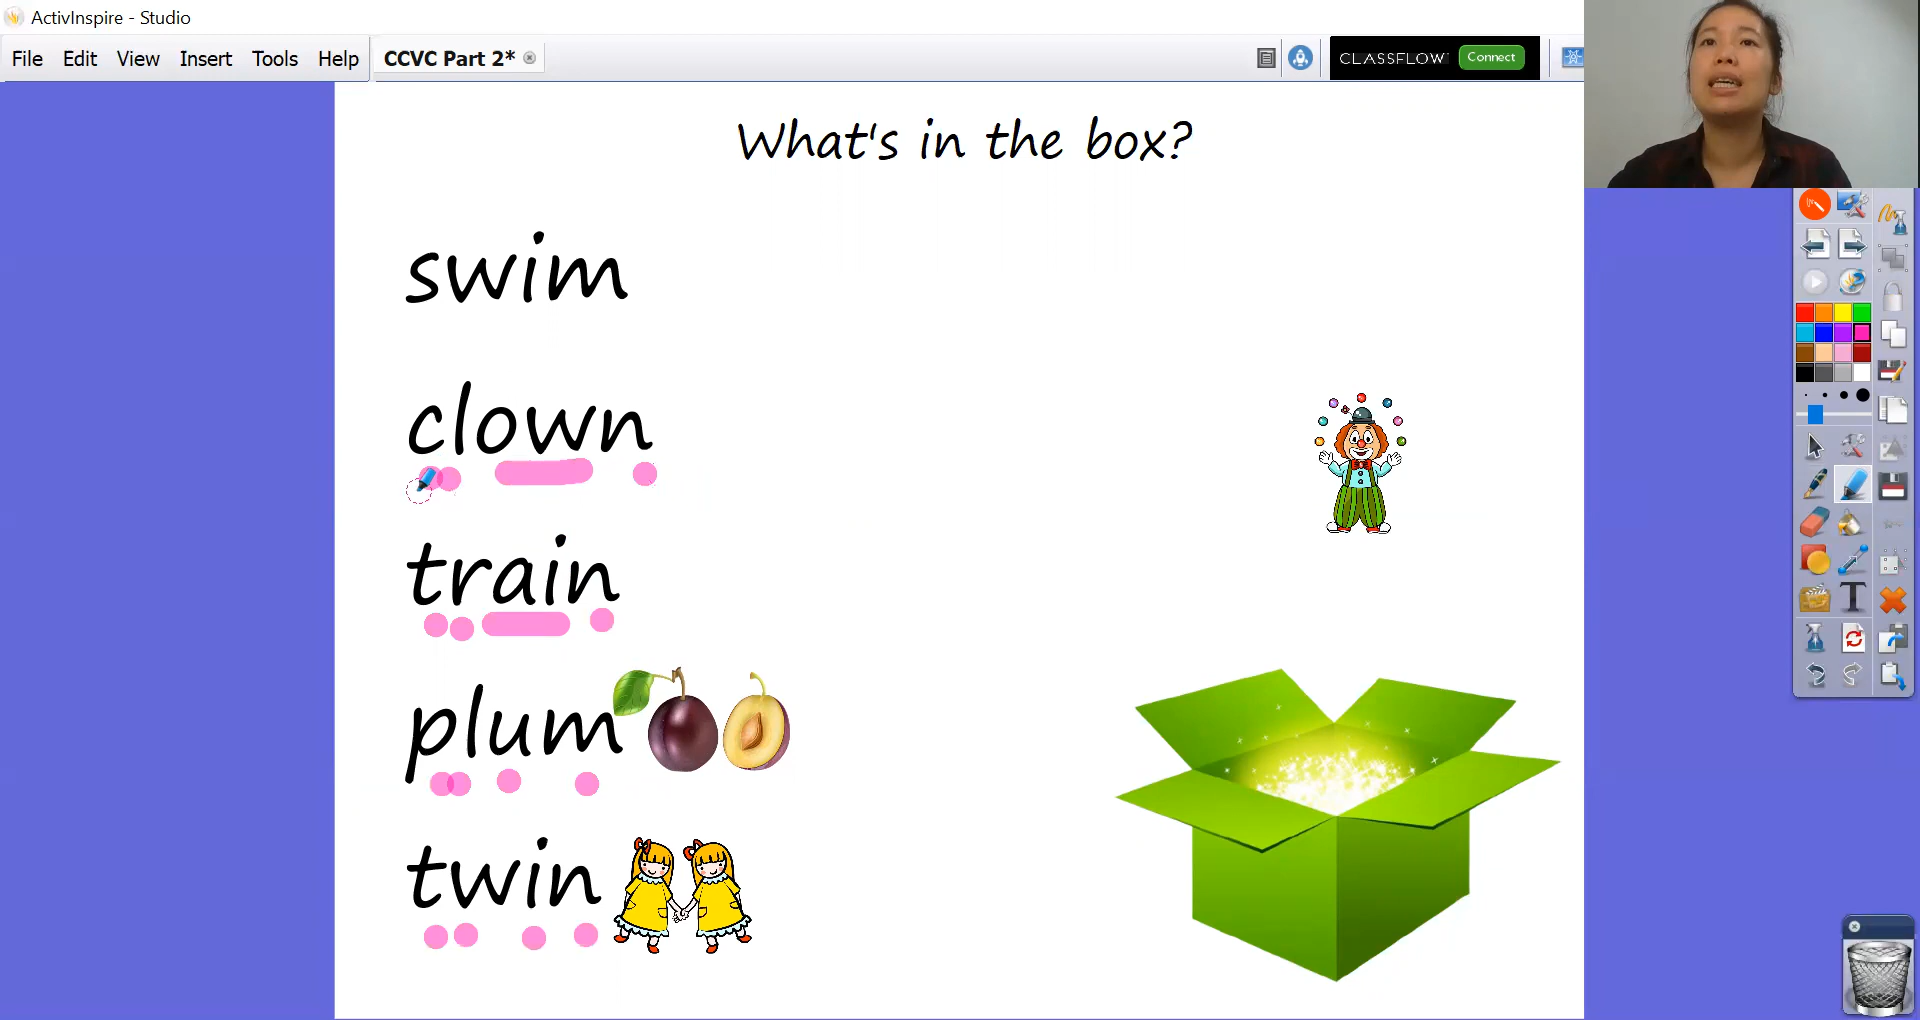 ActivInspire - Studio
File Edit View Insert Tools Help CCVC Part 2* CLASSFLOW Connect
What's in the box?
swim
clown
train
plum
twin
T